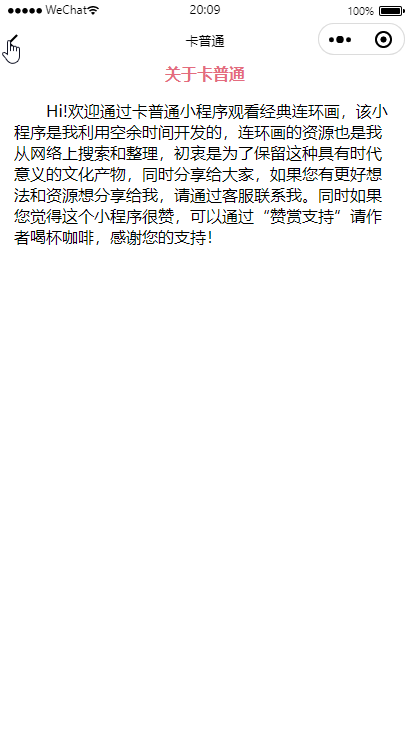 WeChat 20:09 100%
卡普通
关于卡普通
Hi!欢迎通过卡普通小程序观看经典连环画，该小
程序是我利用空余时间开发的，连环画的资源也是我
从网络上搜索和整理，初衷是为了保留这种具有时代
意义的文化产物，同时分享给大家，如果您有更好想
法和资源想分享给我，请通过客服联系我。同时如果
您觉得这个小程序很赞，可以通过“赞赏支持”请作
者喝杯咖啡，感谢您的支持！